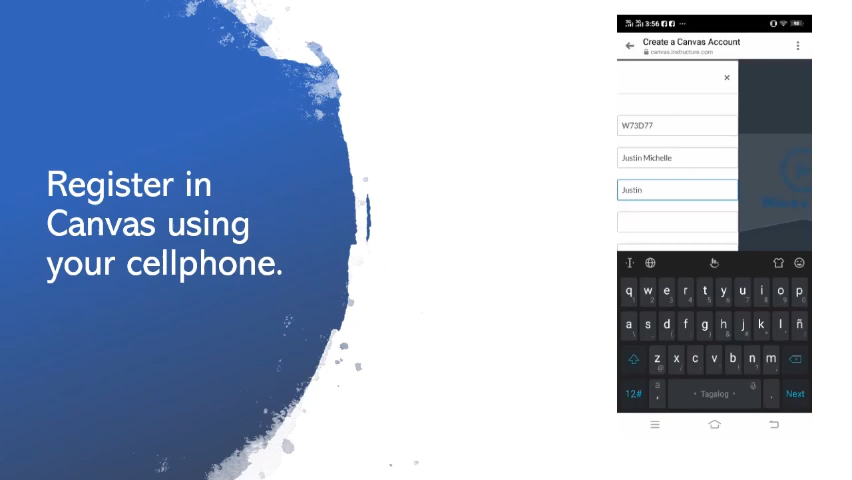 Register in
Canvas using
your cellphone.
3:56
Create a Canvas Account
canvas.instructure.com
W73D77
Justin Michelle
Justin
q w e r t y u i o p
a s d f g h j k l ñ
z x c v b n m
12# , Tagalog . Next